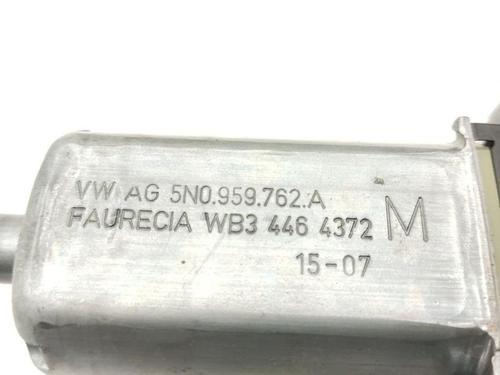 VW AG 5N0.959.762.A
FAURECIA WB3 446 4372 M
15-07